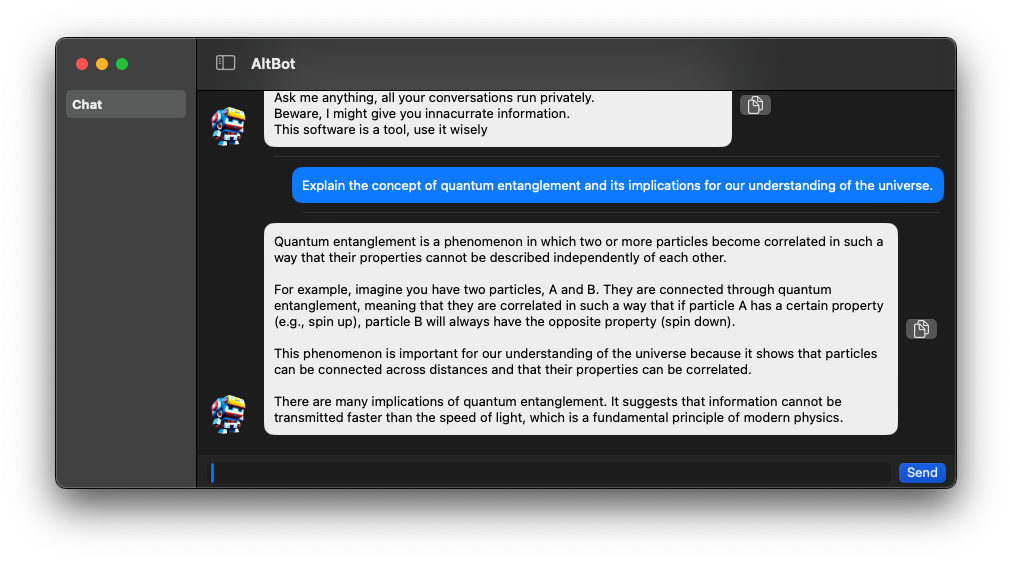 AltBot
Chat
Ask me anything, all your conversations run privately.
Beware, I might give you innacurrate information.
This software is a tool, use it wisely
Explain the concept of quantum entanglement and its implications for our understanding of the universe.
Quantum entanglement is a phenomenon in which two or more particles become correlated in such a
way that their properties cannot be described independently of each other.
For example, imagine you have two particles, A and B. They are connected through quantum
entanglement, meaning that they are correlated in such a way that if particle A has a certain property
(e.g., spin up), particle B will always have the opposite property (spin down).
This phenomenon is important for our understanding of the universe because it shows that particles
can be connected across distances and that their properties can be correlated.
There are many implications of quantum entanglement. It suggests that information cannot be
transmitted faster than the speed of light, which is a fundamental principle of modern physics.
Send